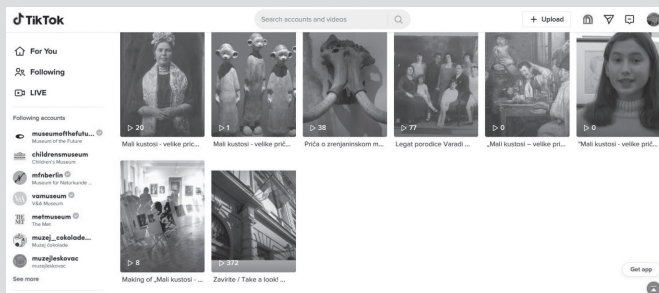 TikTok
Search accounts and videos
+ Upload
For You
Following
LIVE
Following accounts
museumofthefutu...
Museum of the Future
childrensmuseum
Children's Museum
mfnberlin
Museum für Naturkunde ...
V&A
vamuseum
V&A Museum
THE MET
metmuseum
The Met
muzej_cokolade...
Muzej čokolade
muzejleskovac
muzejleskovac
See more
20
1
38
77
0
0
Mali kustosi - velike pric...
Mali kustosi - velike prič...
Priča o zrenjaninskom m...
Legat porodice Varadi ...
„Mali kustosi – velike pri...
"Mali kustosi - velike prič...
8
372
Making of „Mali kustosi - ...
Zavirite / Take a look! ...
Get app